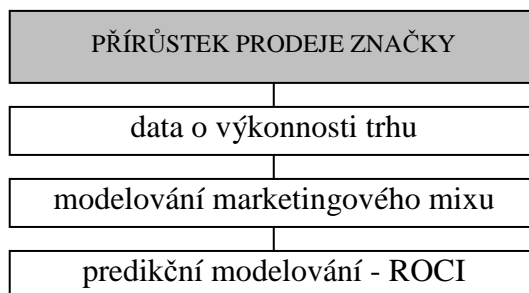 PŘÍRŮSTEK PRODEJE ZNAČKY
data o výkonnosti trhu
modelování marketingového mixu
predikční modelování - ROCI